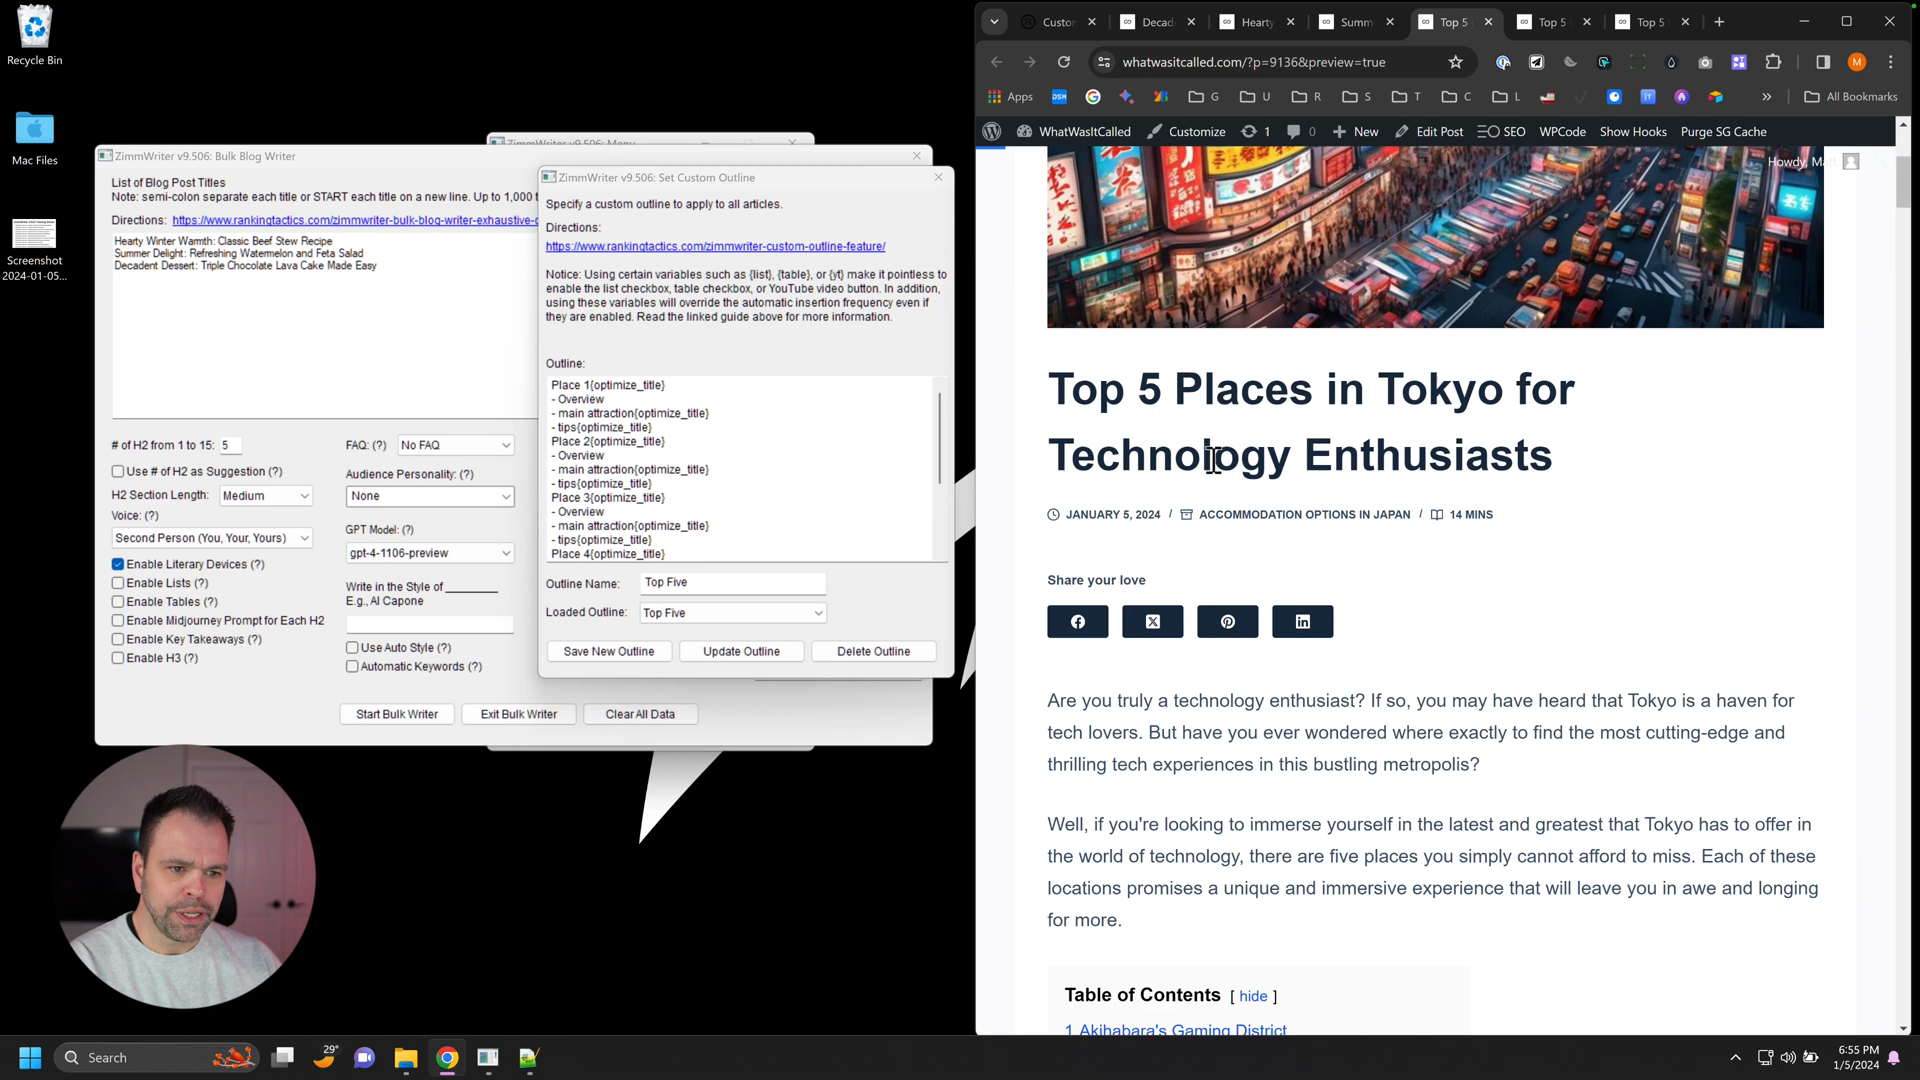 Recycle Bin
Mac Files
Screenshot
2024-01-05...
ZimmWriter v9.506: Menu
ZimmWriter v9.506: Bulk Blog Writer
List of Blog Post Titles
Note: semi-colon separate each title or START each title on a new line. Up to 1,000 t
Directions: https://www.rankingtactics.com/zimmwriter-bulk-blog-writer-exhaustive-c
Hearty Winter Warmth: Classic Beef Stew Recipe
Summer Delight: Refreshing Watermelon and Feta Salad
Decadent Dessert: Triple Chocolate Lava Cake Made Easy
# of H2 from 1 to 15: 5
Use # of H2 as Suggestion (?)
H2 Section Length: Medium
Voice: (?)
Second Person (You, Your, Yours)
Enable Literary Devices (?)
Enable Lists (?)
Enable Tables (?)
Enable Midjourney Prompt for Each H2
Enable Key Takeaways (?)
Enable H3 (?)
FAQ: (?) No FAQ
Audience Personality: (?)
None
GPT Model: (?)
gpt-4-1106-preview
Write in the Style of ________
E.g., Al Capone
Use Auto Style (?)
Automatic Keywords (?)
Start Bulk Writer
Exit Bulk Writer
Clear All Data
ZimmWriter v9.506: Set Custom Outline
Specify a custom outline to apply to all articles.
Directions:
https://www.rankingtactics.com/zimmwriter-custom-outline-feature/
Notice: Using certain variables such as {list}, {table}, or {yt} make it pointless to
enable the list checkbox, table checkbox, or YouTube video button. In addition,
using these variables will override the automatic insertion frequency even if
they are enabled. Read the linked guide above for more information.
Outline:
Place 1{optimize_title}
- Overview
- main attraction{optimize_title}
- tips{optimize_title}
Place 2{optimize_title}
- Overview
- main attraction{optimize_title}
- tips{optimize_title}
Place 3{optimize_title}
- Overview
- main attraction{optimize_title}
- tips{optimize_title}
Place 4{optimize_title}
Outline Name: Top Five
Loaded Outline: Top Five
Save New Outline
Update Outline
Delete Outline
Custor
Decad
Hearty
Summ
Top 5
Top 5
Top 5
whatwasitcalled.com/?p=9136&preview=true
M
Apps
G
U
R
S
T
C
L
All Bookmarks
WhatWasItCalled
Customize
1
0
New
Edit Post
SEO
WPCode
Show Hooks
Purge SG Cache
Howdy, Mat
Top 5 Places in Tokyo for
Technology Enthusiasts
JANUARY 5, 2024 / ACCOMMODATION OPTIONS IN JAPAN / 14 MINS
Share your love
Are you truly a technology enthusiast? If so, you may have heard that Tokyo is a haven for
tech lovers. But have you ever wondered where exactly to find the most cutting-edge and
thrilling tech experiences in this bustling metropolis?
Well, if you're looking to immerse yourself in the latest and greatest that Tokyo has to offer in
the world of technology, there are five places you simply cannot afford to miss. Each of these
locations promises a unique and immersive experience that will leave you in awe and longing
for more.
Table of Contents [ hide ]
1 Akihabara's Gaming District
Search
29°
6:55 PM
1/5/2024